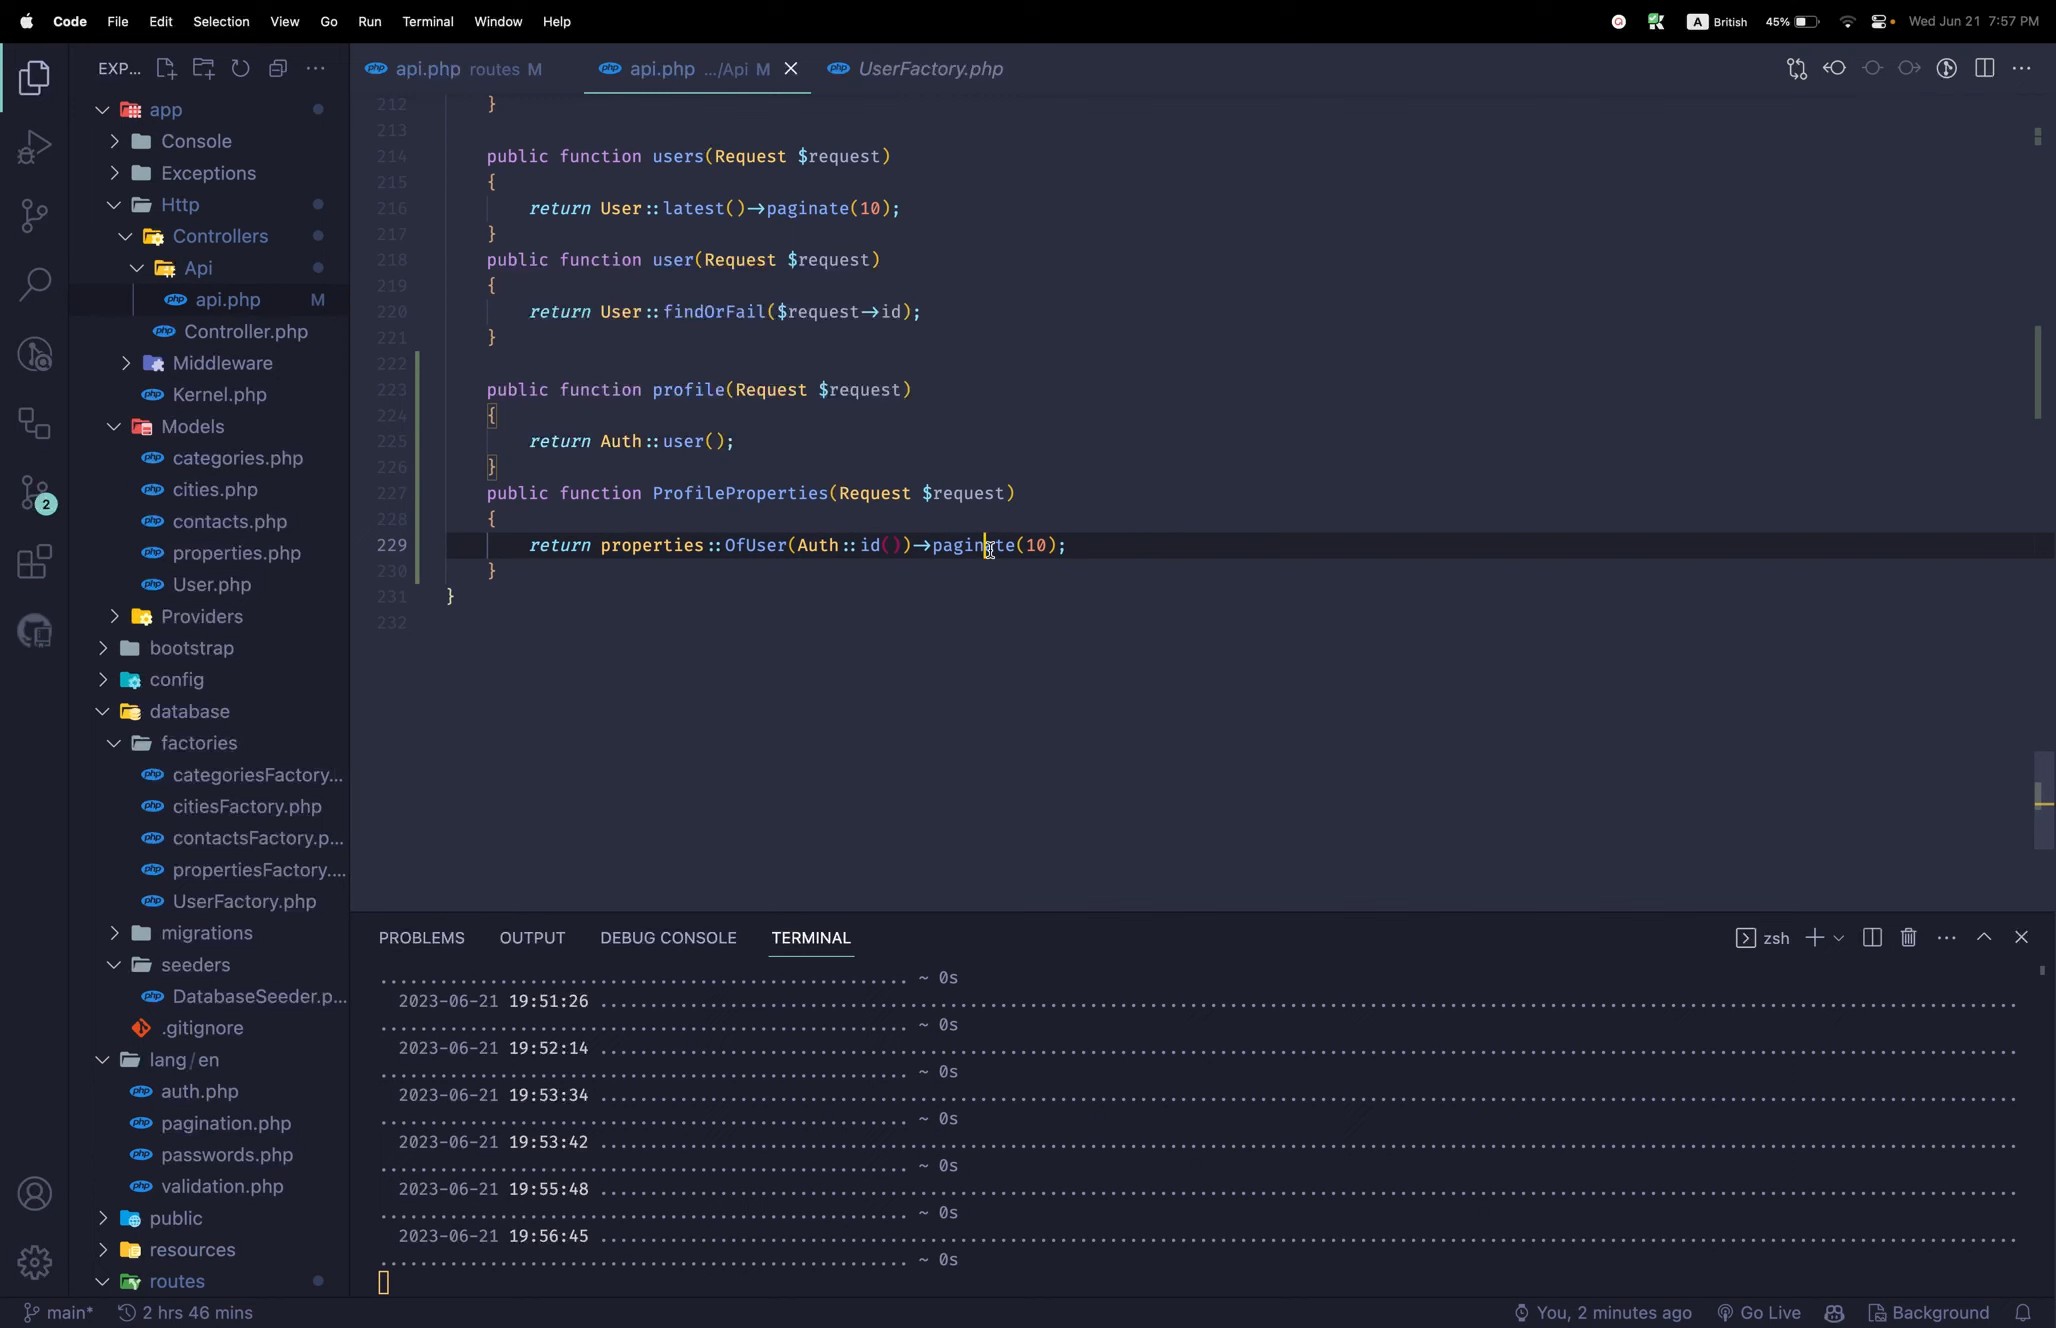 Code File Edit Selection View Go Run Terminal Window Help
A British 45% Wed Jun 21 7:57 PM
EXP...
api.php routes M
api.php .../Api M
UserFactory.php
app
Console
Exceptions
Http
Controllers
Api
api.php M
Controller.php
Middleware
Kernel.php
Models
categories.php
cities.php
contacts.php
properties.php
User.php
Providers
bootstrap
config
database
factories
categoriesFactory...
citiesFactory.php
contactsFactory.p...
propertiesFactory....
UserFactory.php
migrations
seeders
DatabaseSeeder.p...
.gitignore
lang/en
auth.php
pagination.php
passwords.php
validation.php
public
resources
routes
2
212 }
213
214 public function users(Request $request)
215 {
216 return User::latest()->paginate(10);
217 }
218 public function user(Request $request)
219 {
220 return User::findOrFail($request->id);
221 }
222
223 public function profile(Request $request)
224 {
225 return Auth::user();
226 }
227 public function ProfileProperties(Request $request)
228 {
229 return properties::OfUser(Auth::id())->paginate(10);
230 }
231 }
232
PROBLEMS OUTPUT DEBUG CONSOLE TERMINAL
zsh
~ 0s
2023-06-21 19:51:26
~ 0s
2023-06-21 19:52:14
~ 0s
2023-06-21 19:53:34
~ 0s
2023-06-21 19:53:42
~ 0s
2023-06-21 19:55:48
~ 0s
2023-06-21 19:56:45
~ 0s
main* 2 hrs 46 mins
You, 2 minutes ago Go Live Background